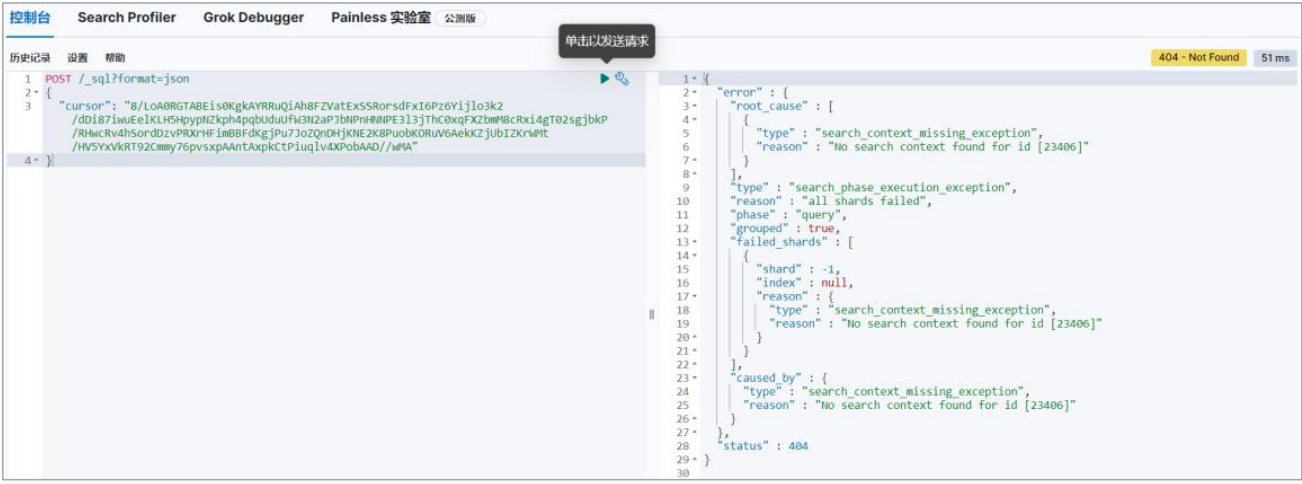 控制台 Search Profiler Grok Debugger Painless 实验室 公测版
单击以发送请求
历史记录 设置 帮助
404 - Not Found 51 ms
1 POST /_sql?format=json
2 {
3 "cursor": "8/LoA0RGTABEis0KgkAYRRuQiAh8FZVatExSSRorsdFxI6Pz6Yijlo3k2
/dDi87iwuEelKLH5HpypNZkph4pqbUduUfW3N2aPJbNPnHNNPE3l3jThC0xqFXZbmM8cRxi4gT02sgjbkP
/RHwcRv4hSordDzvPRXrHFimBBFdKgjPu7JoZQnDHjKNE2K8PuobKORuV6AekKZjUbIZKrWMt
/HV5YxVkRT92Cmmy76pvsxpAAntAxpkCtPiuqlv4XPobAAD//wMA"
4 }
1 {
2 "error" : {
3 "root_cause" : [
4 {
5 "type" : "search_context_missing_exception",
6 "reason" : "No search context found for id [23406]"
7 }
8 ],
9 "type" : "search_phase_execution_exception",
10 "reason" : "all shards failed",
11 "phase" : "query",
12 "grouped" : true,
13 "failed_shards" : [
14 {
15 "shard" : -1,
16 "index" : null,
17 "reason" : {
18 "type" : "search_context_missing_exception",
19 "reason" : "No search context found for id [23406]"
20 }
21 }
22 ],
23 "caused_by" : {
24 "type" : "search_context_missing_exception",
25 "reason" : "No search context found for id [23406]"
26 }
27 },
28 "status" : 404
29 }
30